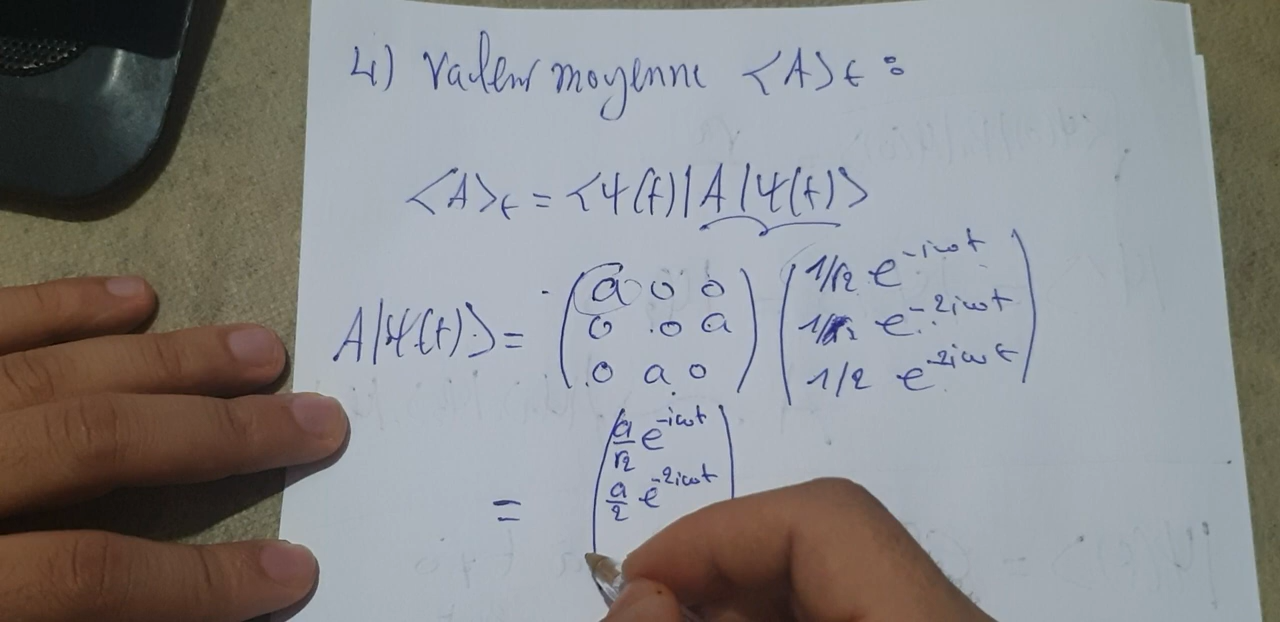 4) Valeur moyenne <A>t :
<A>t = <Ψ(t)|A|Ψ(t)>
A|Ψ(t)> = (a 0 0 / 0 0 a / 0 a 0) (1/√2 e^-iωt / 1/2 e^-2iωt / 1/2 e^-2iωt)
= (a/√2 e^-iωt / a/2 e^-2iωt